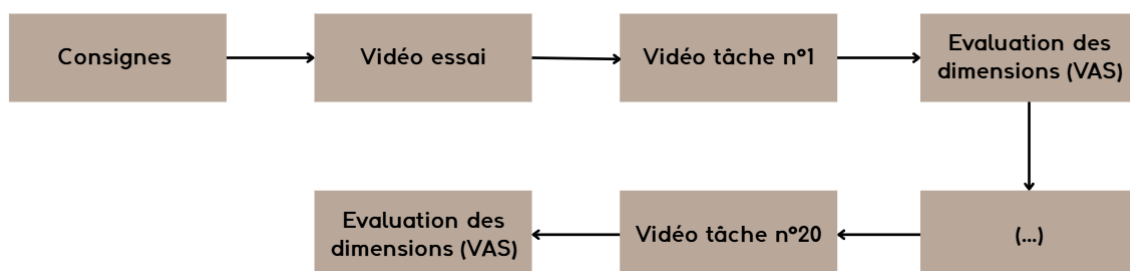 Consignes
Vidéo essai
Vidéo tâche n°1
Evaluation des
dimensions (VAS)
(...)
Vidéo tâche n°20
Evaluation des
dimensions (VAS)